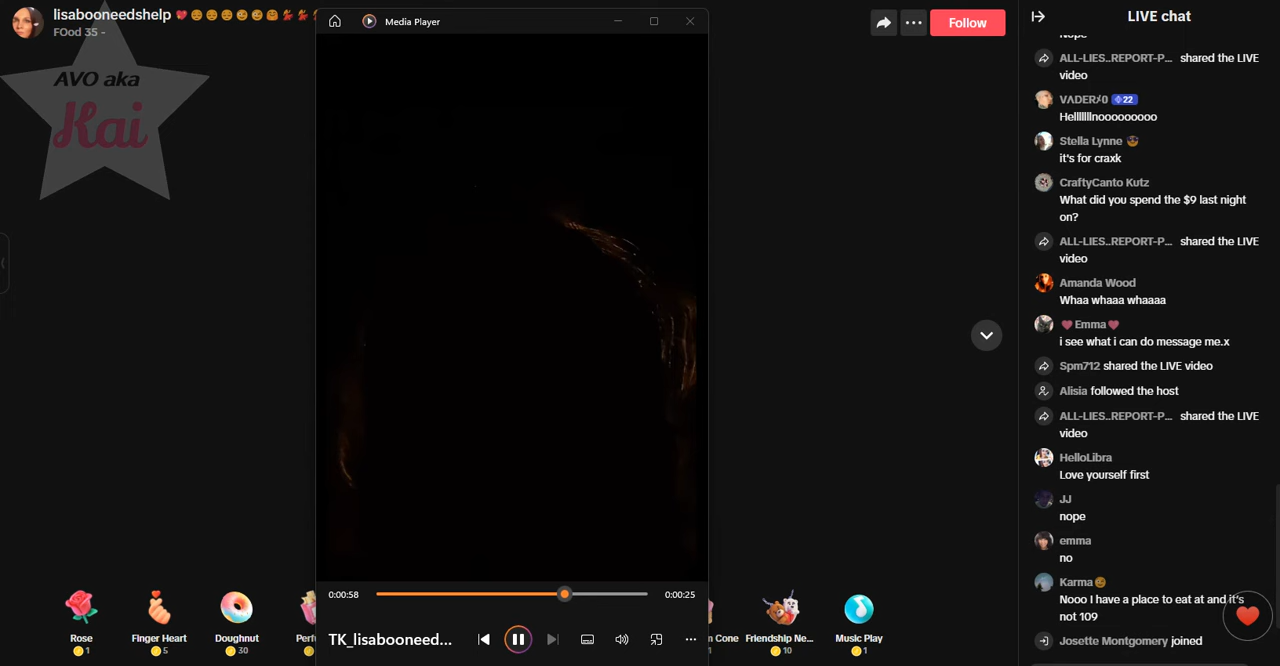 lisabooneedshelp
FOod 35 -
AVO aka
Kai
Media Player
Follow
LIVE chat
Nope
ALL-LIES..REPORT-P... shared the LIVE
video
22
Hellllllllnooooooooo
Stella Lynne
it's for craxk
CraftyCanto Kutz
What did you spend the $9 last night
on?
ALL-LIES..REPORT-P... shared the LIVE
video
Amanda Wood
Whaa whaaa whaaaa
Emma
i see what i can do message me.x
Spm712 shared the LIVE video
Alisia followed the host
ALL-LIES..REPORT-P... shared the LIVE
video
HelloLibra
Love yourself first
JJ
nope
emma
no
Karma
Nooo I have a place to eat at and it's
not 109
Josette Montgomery joined
0:00:58
0:00:25
TK_lisabooneed...
Rose
1
Finger Heart
5
Doughnut
30
Perfu
Cone
1
Friendship Ne...
10
Music Play
1